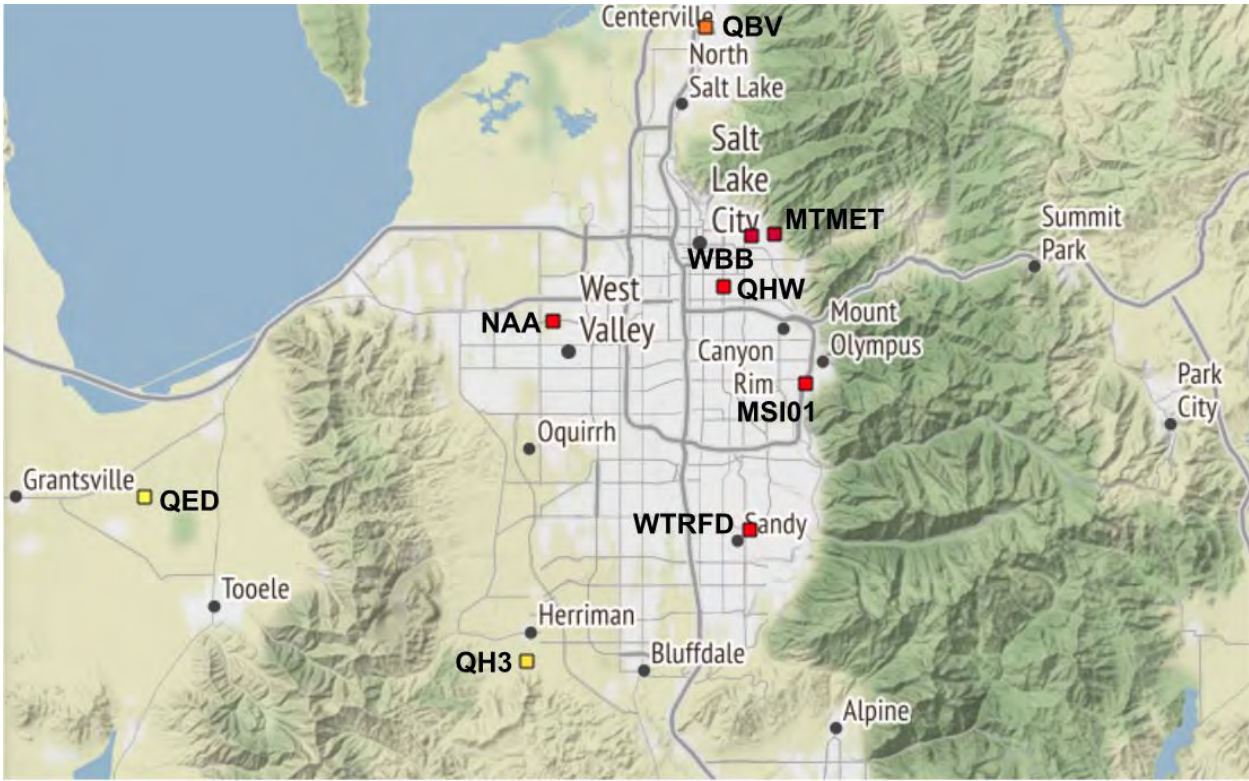 Centerville
QBV
North
Salt Lake
Salt
Lake
City
MTMET
WBB
Summit
Park
QHW
West
Valley
NAA
Mount
Olympus
Canyon
Rim
MSI01
Park
City
Oquirrh
Grantsville
QED
WTRFD
Sandy
Tooele
Herriman
QH3
Bluffdale
Alpine